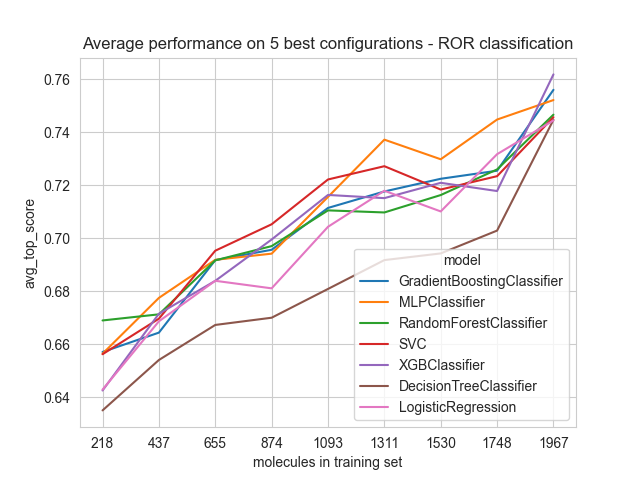 Average performance on 5 best configurations - ROR classification
0.76
0.74
0.72
0.70
0.68
0.66
0.64
avg_top_score
model
GradientBoostingClassifier
MLPClassifier
RandomForestClassifier
SVC
XGBClassifier
DecisionTreeClassifier
LogisticRegression
218 437 655 874 1093 1311 1530 1748 1967
molecules in training set